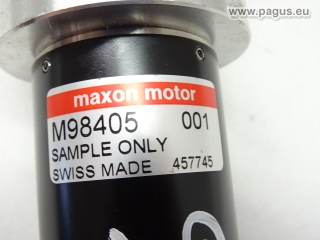 www.pagus.eu
maxon motor
M98405 001
SAMPLE ONLY
SWISS MADE 457745